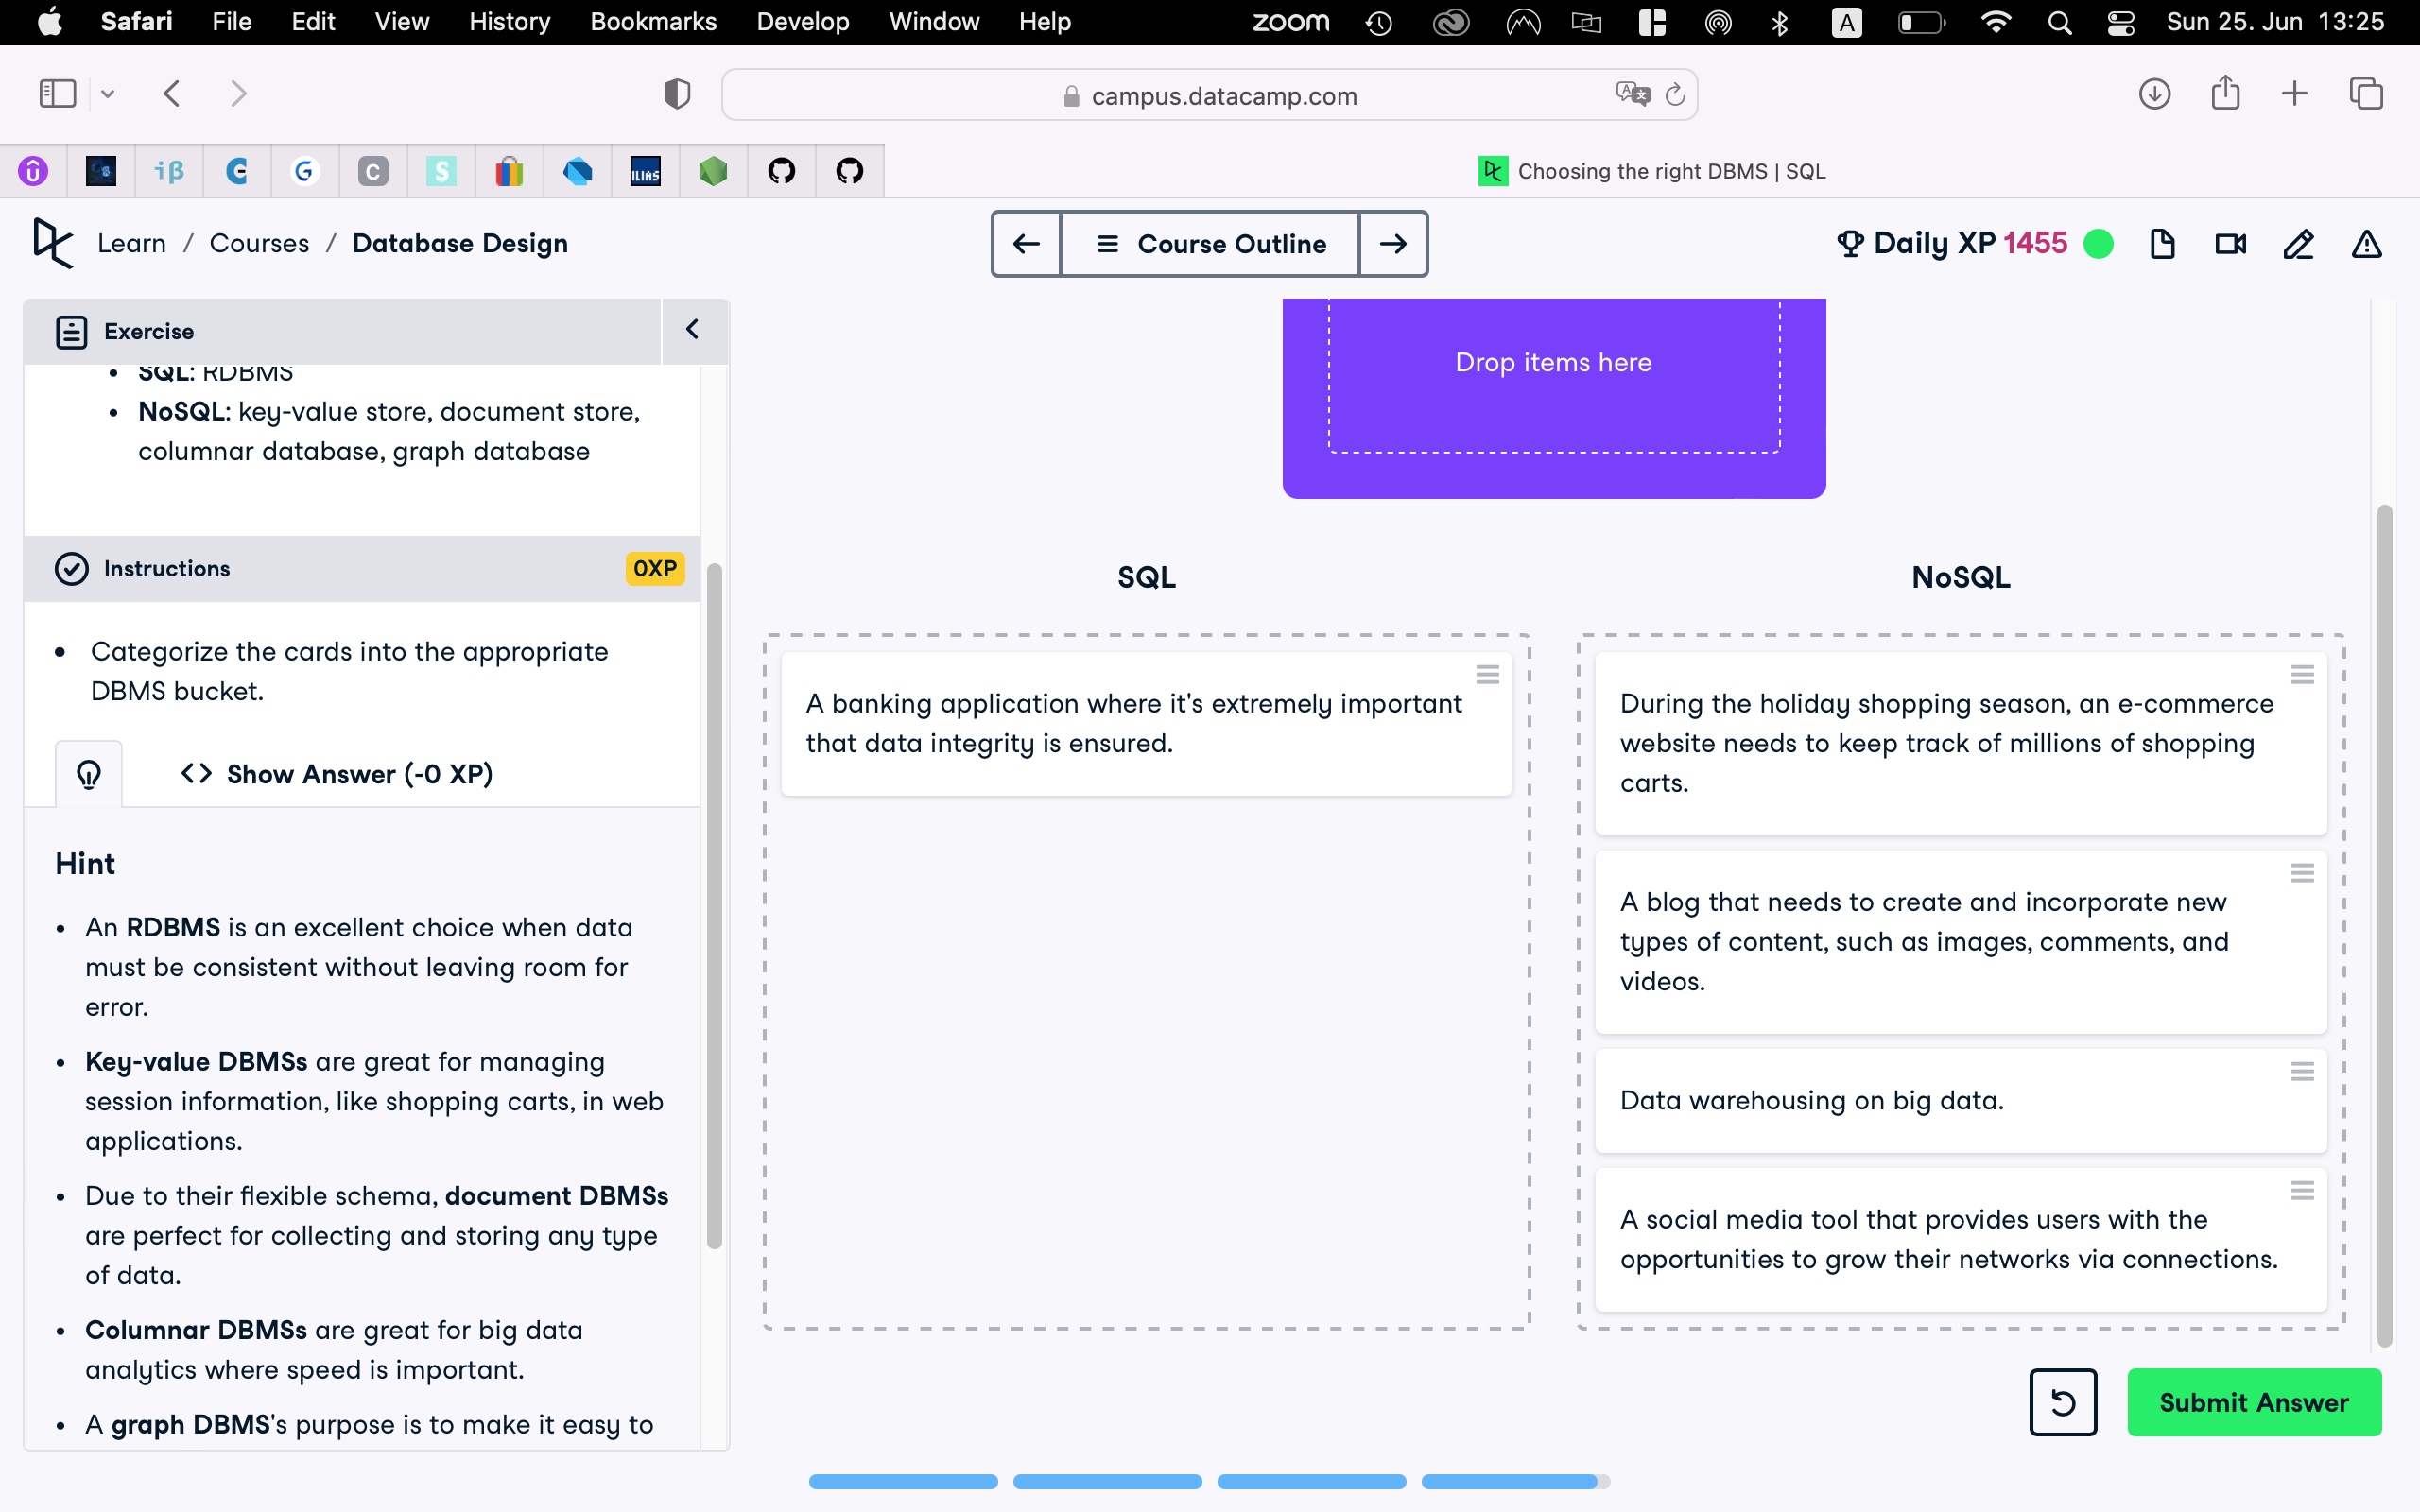 Safari File Edit View History Bookmarks Develop Window Help zoom A Sun 25. Jun 13:25
campus.datacamp.com
iβ C G C S ILIAS Choosing the right DBMS | SQL
Learn / Courses / Database Design
Course Outline
Daily XP 1455
Exercise
SQL: RDBMS
NoSQL: key-value store, document store,
columnar database, graph database
Instructions 0XP
Categorize the cards into the appropriate
DBMS bucket.
Show Answer (-0 XP)
Hint
An RDBMS is an excellent choice when data
must be consistent without leaving room for
error.
Key-value DBMSs are great for managing
session information, like shopping carts, in web
applications.
Due to their flexible schema, document DBMSs
are perfect for collecting and storing any type
of data.
Columnar DBMSs are great for big data
analytics where speed is important.
A graph DBMS's purpose is to make it easy to
Drop items here
SQL
A banking application where it's extremely important
that data integrity is ensured.
NoSQL
During the holiday shopping season, an e-commerce
website needs to keep track of millions of shopping
carts.
A blog that needs to create and incorporate new
types of content, such as images, comments, and
videos.
Data warehousing on big data.
A social media tool that provides users with the
opportunities to grow their networks via connections.
Submit Answer